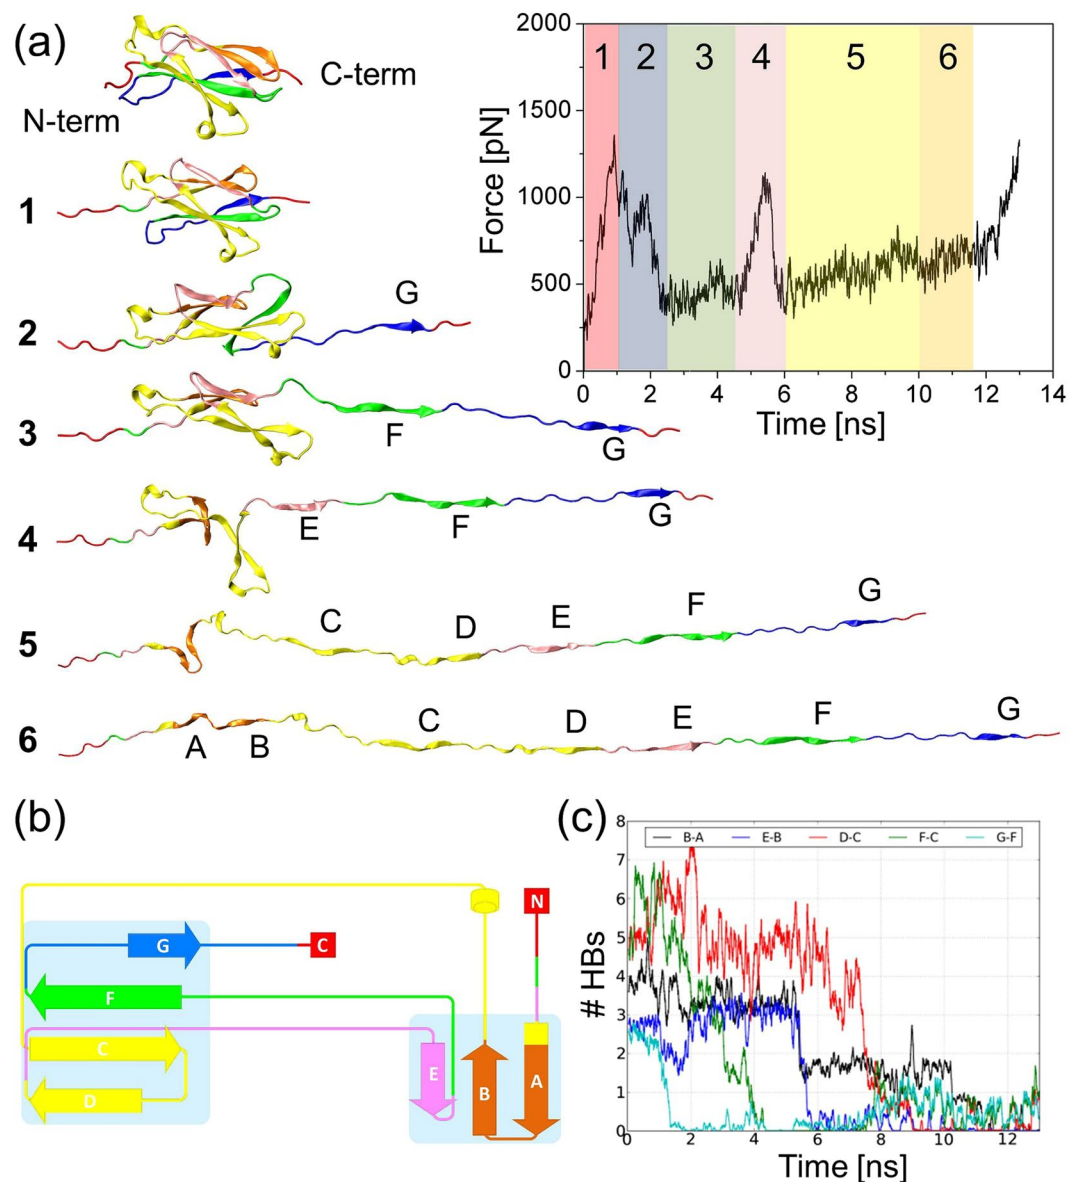 (a)
C-term
N-term
1
2
G
3
F
G
4
E
F
G
5
C
D
E
F
G
6
A
B
C
D
E
F
G
2000
1500
1000
500
0
Force [pN]
1 2 3 4 5 6
0 2 4 6 8 10 12 14
Time [ns]
(b)
N
G
C
F
C
D
E
B
A
(c)
B-A E-B D-C F-C G-F
8
7
6
5
4
3
2
1
0
# HBs
0 2 4 6 8 10 12
Time [ns]